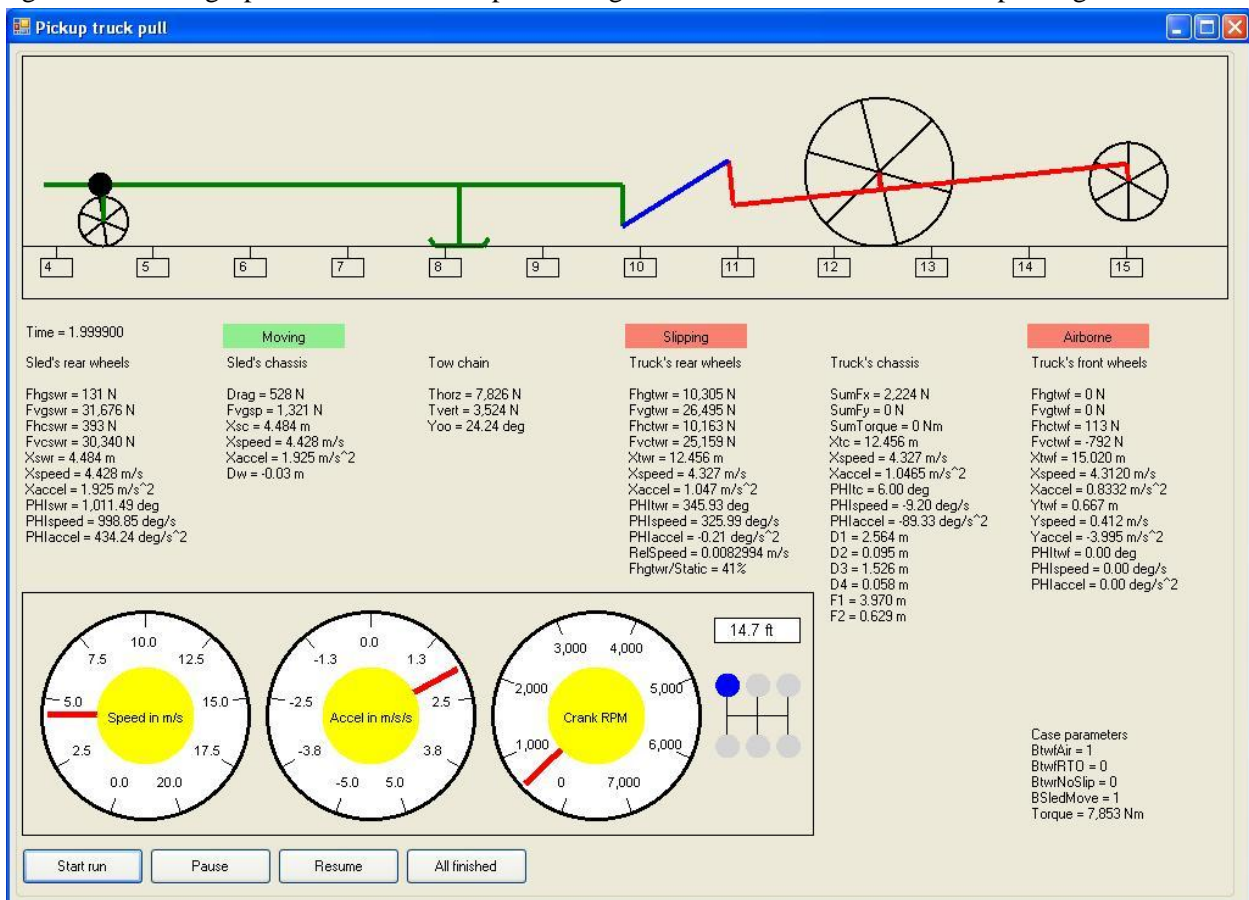 Pickup truck pull
4 5 6 7 8 9 10 11 12 13 14 15
Time = 1.999900
Moving
Slipping
Airborne
Sled's rear wheels
Fhgswr = 131 N
Fvgswr = 31,676 N
Fhcswr = 393 N
Fvcswr = 30,340 N
Xswr = 4.484 m
Xspeed = 4.428 m/s
Xaccel = 1.925 m/s^2
PHIswr = 1,011.49 deg
PHIspeed = 998.85 deg/s
PHIaccel = 434.24 deg/s^2
Sled's chassis
Drag = 528 N
Fvgsp = 1,321 N
Xsc = 4.484 m
Xspeed = 4.428 m/s
Xaccel = 1.925 m/s^2
Dw = -0.03 m
Tow chain
Thorz = 7,826 N
Tvert = 3,524 N
Yoo = 24.24 deg
Truck's rear wheels
Fhgtwr = 10,305 N
Fvgtwr = 26,495 N
Fhctwr = 10,163 N
Fvctwr = 25,159 N
Xtwr = 12.456 m
Xspeed = 4.327 m/s
Xaccel = 1.047 m/s^2
PHItwr = 345.93 deg
PHIspeed = 325.99 deg/s
PHIaccel = -0.21 deg/s^2
RelSpeed = 0.0082994 m/s
Fhgtwr/Static = 41%
Truck's chassis
SumFx = 2,224 N
SumFy = 0 N
SumTorque = 0 Nm
Xtc = 12.456 m
Xspeed = 4.327 m/s
Xaccel = 1.0465 m/s^2
PHItc = 6.00 deg
PHIspeed = -9.20 deg/s
PHIaccel = -89.33 deg/s^2
D1 = 2.564 m
D2 = 0.095 m
D3 = 1.526 m
D4 = 0.058 m
F1 = 3.970 m
F2 = 0.629 m
Truck's front wheels
Fhgtwf = 0 N
Fvgtwf = 0 N
Fhctwf = 113 N
Fvctwf = -792 N
Xtwf = 15.020 m
Xspeed = 4.3120 m/s
Xaccel = 0.8332 m/s^2
Ytwf = 0.667 m
Yspeed = 0.412 m/s
Yaccel = -3.995 m/s^2
PHItwf = 0.00 deg
PHIspeed = 0.00 deg/s
PHIaccel = 0.00 deg/s^2
10.0
7.5 12.5
5.0 15.0
Speed in m/s
2.5 17.5
0.0 20.0
0.0
-1.3 1.3
-2.5 2.5
Accel in m/s/s
-3.8 3.8
-5.0 5.0
3,000 4,000
2,000 5,000
Crank RPM
1,000 6,000
0 7,000
14.7 ft
Case parameters
BtwfAir = 1
BtwfRTO = 0
BtwrNoSlip = 0
BSledMove = 1
Torque = 7,853 Nm
Start run
Pause
Resume
All finished